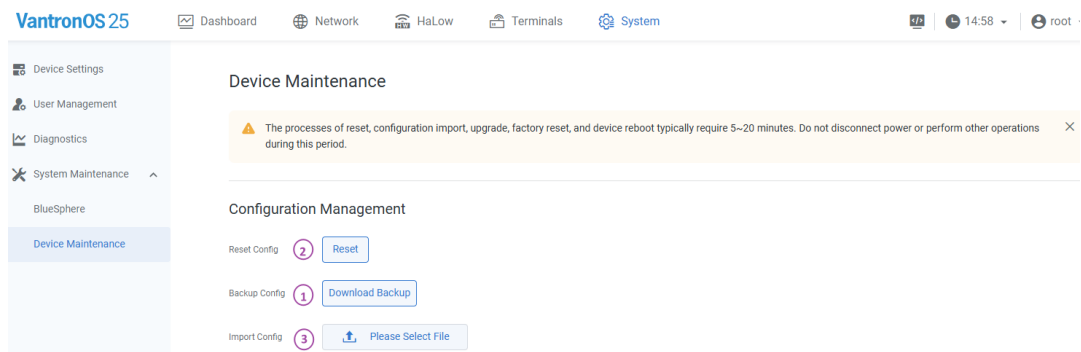 VantronOS 25
Dashboard
Network
HaLow
Terminals
System
14:58
root
Device Settings
User Management
Diagnostics
System Maintenance
BlueSphere
Device Maintenance
Device Maintenance
The processes of reset, configuration import, upgrade, factory reset, and device reboot typically require 5~20 minutes. Do not disconnect power or perform other operations
during this period.
Configuration Management
Reset Config 2 Reset
Backup Config 1 Download Backup
Import Config 3 Please Select File